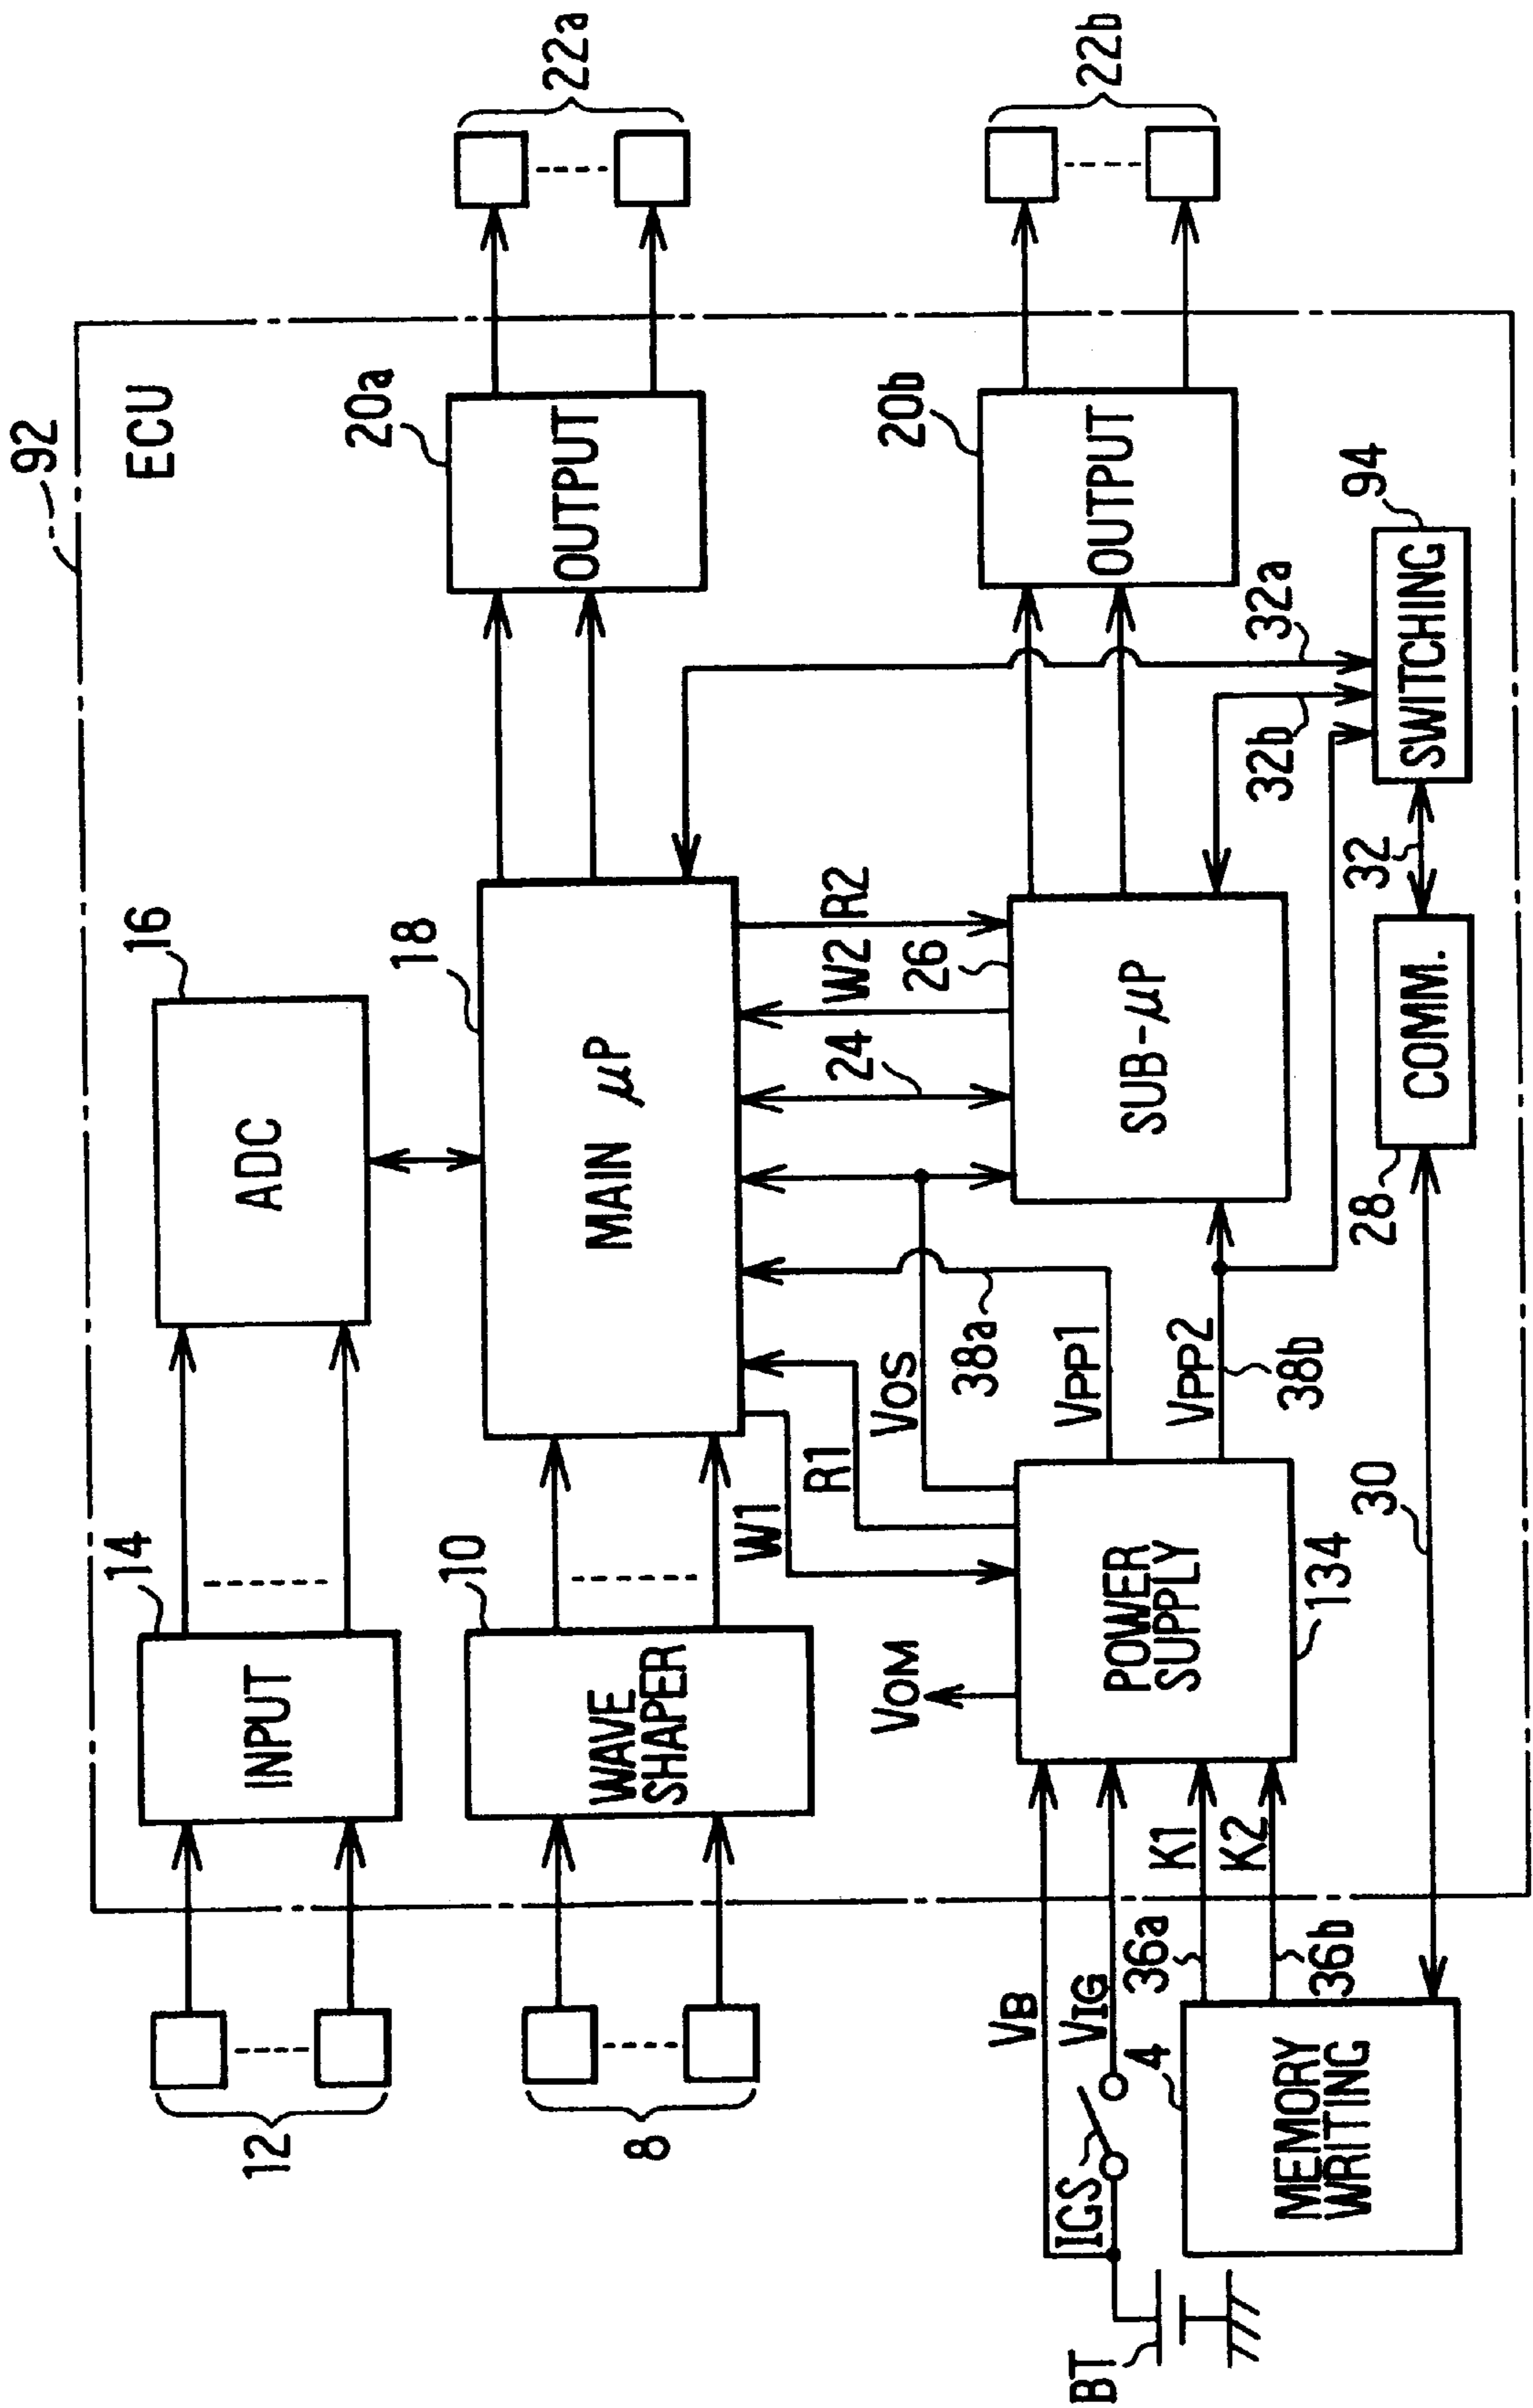 92
ECU
12
14
INPUT
16
ADC
8
10
WAVE
SHAPER
18
MAIN μP
20a
OUTPUT
22a
W1
R1
VOS
38a
24
W2
R2
VOM
VB
VIG
IGS
BT
K1
K2
36a
36b
4
MEMORY
WRITING
POWER
SUPPLY
134
VPP1
VPP2
38b
26
SUB-μP
20b
OUTPUT
22b
32a
32b
94
SWITCHING
32
COMM.
28
30